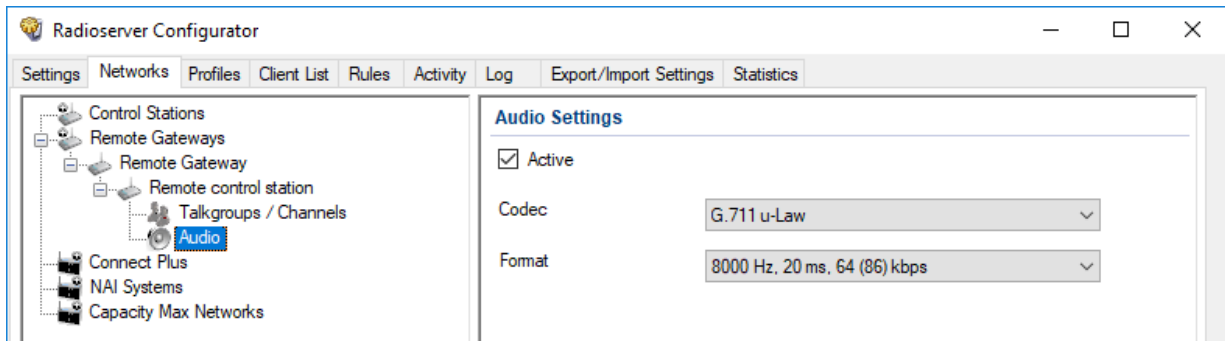 Radioserver Configurator
Settings Networks Profiles Client List Rules Activity Log Export/Import Settings Statistics
Control Stations
Remote Gateways
Remote Gateway
Remote control station
Talkgroups / Channels
Audio
Connect Plus
NAI Systems
Capacity Max Networks
Audio Settings
Active
Codec G.711 u-Law
Format 8000 Hz, 20 ms, 64 (86) kbps